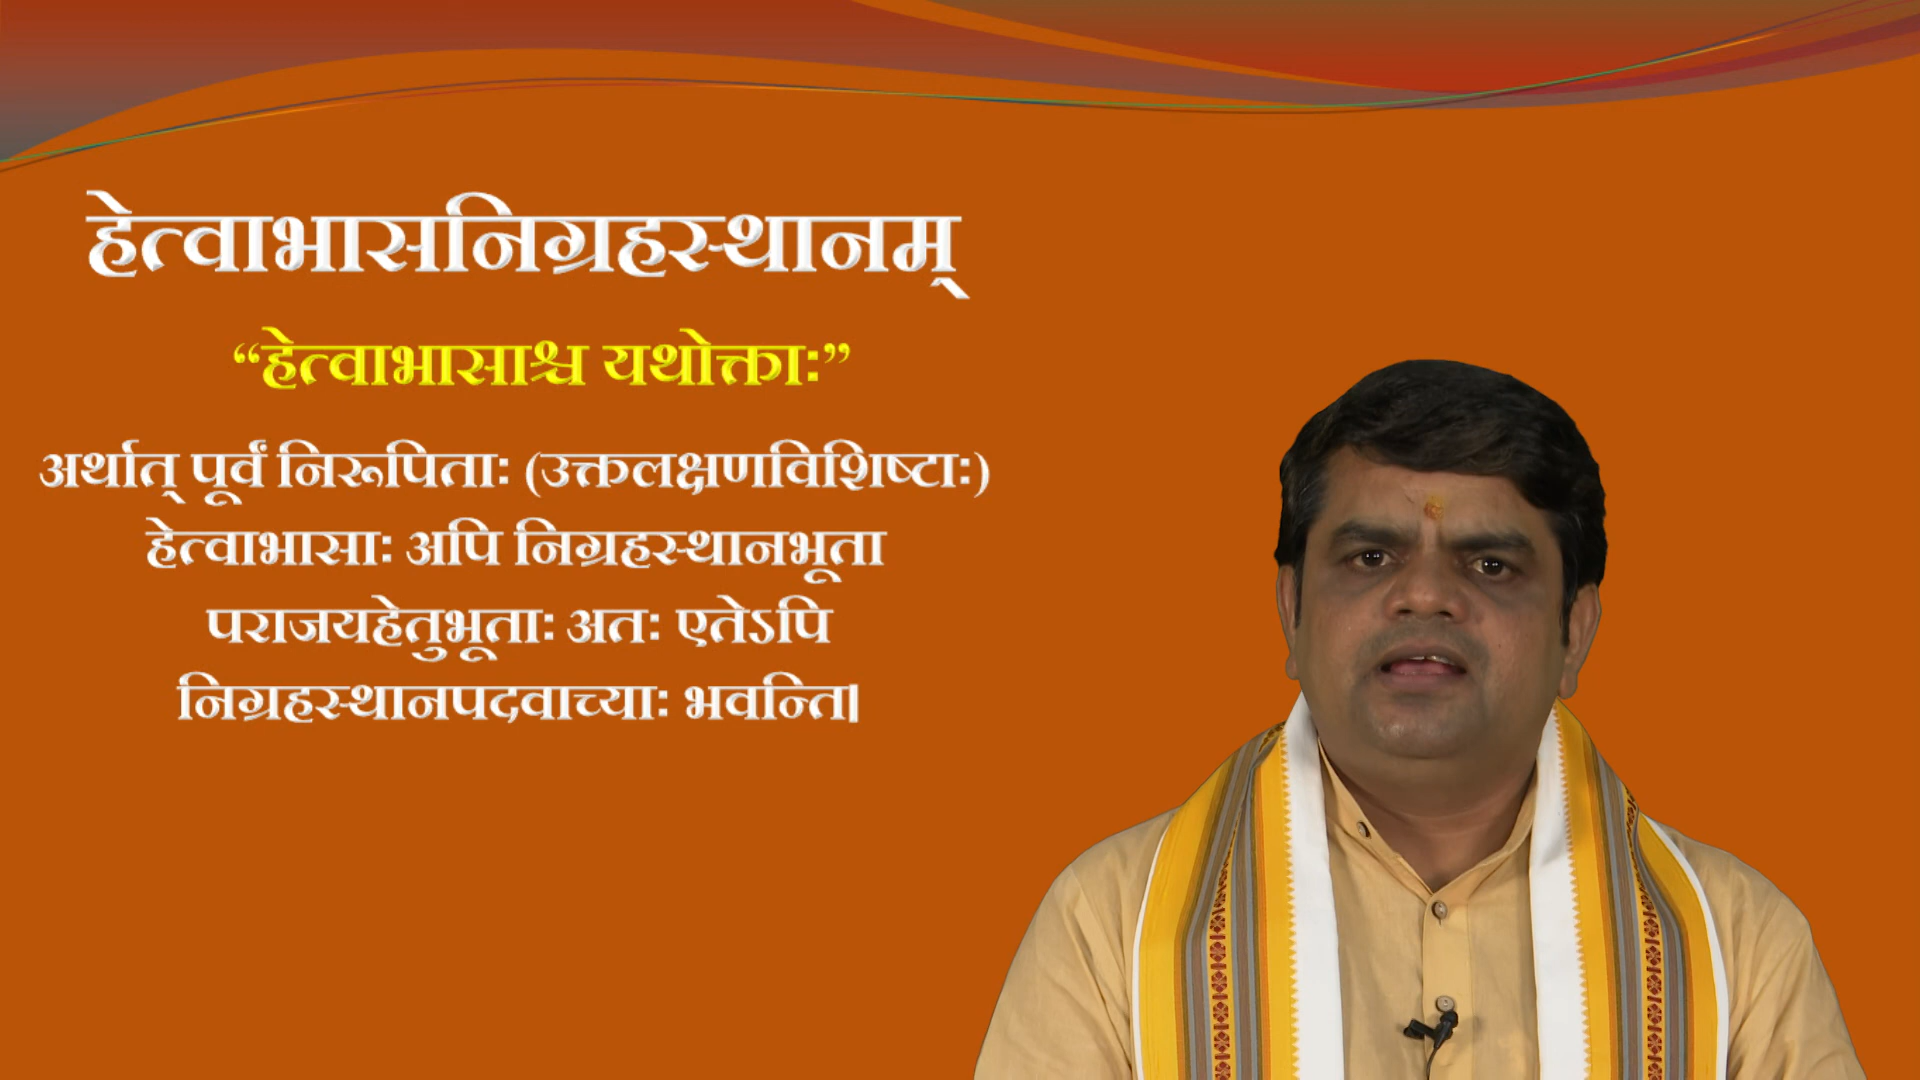 हेत्वाभासनिग्रहस्थानम्
“हेत्वाभासाश्च यथोक्ताः”
अर्थात् पूर्वं निरूपिताः (उक्तलक्षणविशिष्टाः)
हेत्वाभासाः अपि निग्रहस्थानभूता
पराजयहेतुभूताः अतः एतेऽपि
निग्रहस्थानपदवाच्याः भवन्ति।